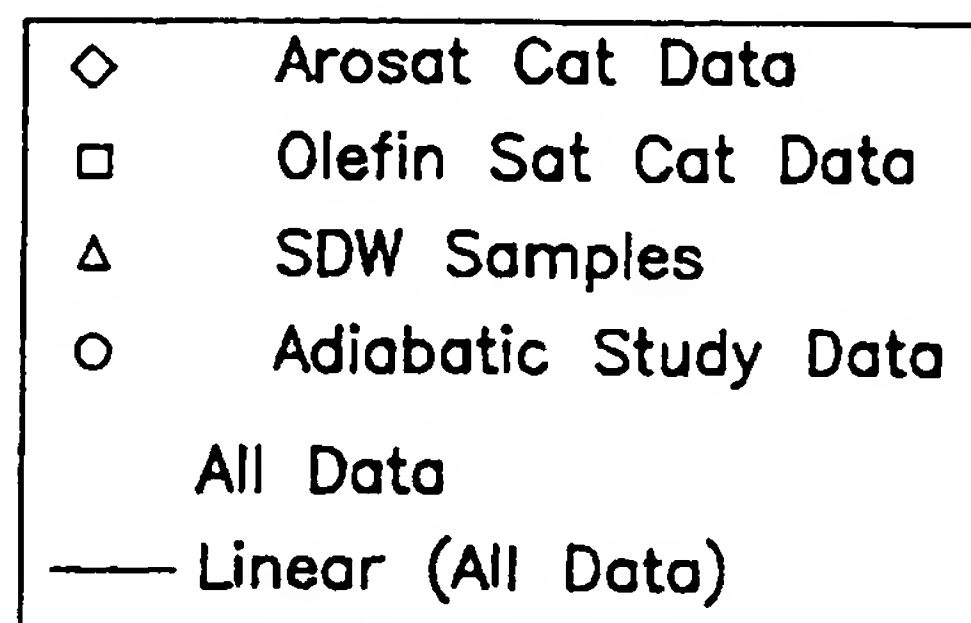 Arosat Cat Data
Olefin Sat Cat Data
SDW Samples
Adiabatic Study Data
All Data
Linear (All Data)